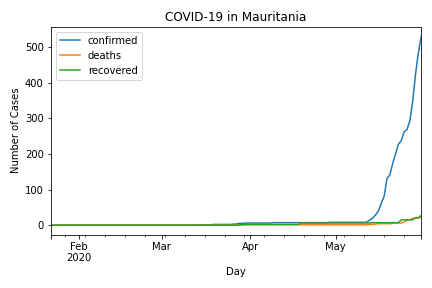 COVID-19 in Mauritania
confirmed
deaths
recovered
500
400
300
200
100
0
Number of Cases
Feb
2020
Mar
Apr
May
Day